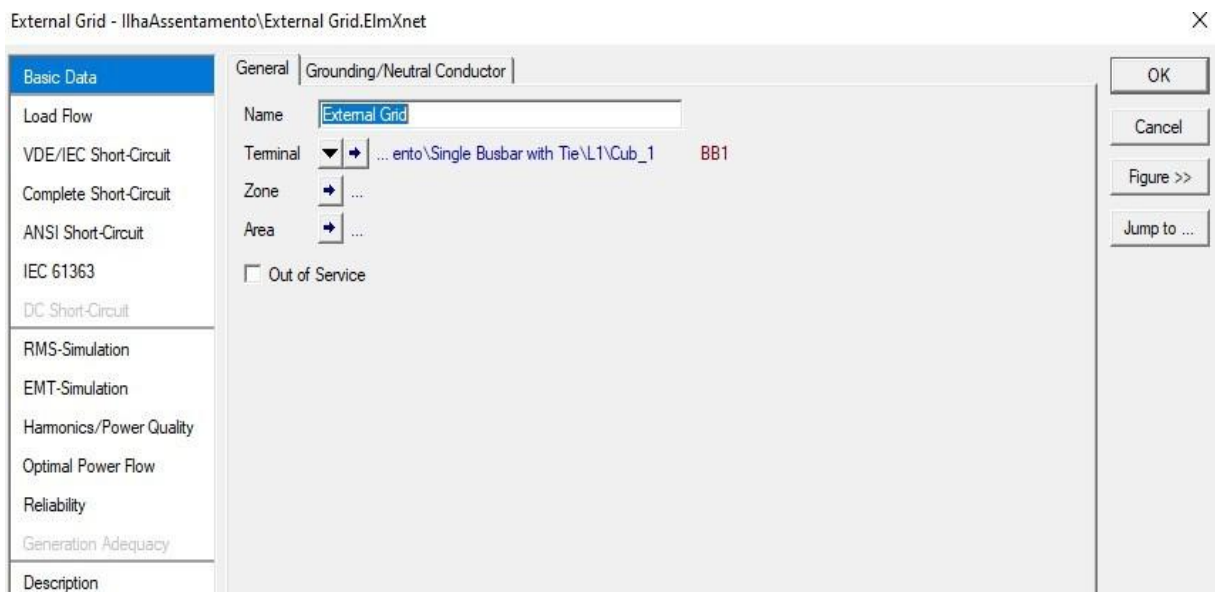 External Grid - IlhaAssentamento\External Grid.ElmXnet
Basic Data
Load Flow
VDE/IEC Short-Circuit
Complete Short-Circuit
ANSI Short-Circuit
IEC 61363
DC Short-Circuit
RMS-Simulation
EMT-Simulation
Harmonics/Power Quality
Optimal Power Flow
Reliability
Generation Adequacy
Description
General Grounding/Neutral Conductor
Name External Grid
Terminal ... ento\Single Busbar with Tie\L1\Cub_1 BB1
Zone ...
Area ...
Out of Service
OK
Cancel
Figure >>
Jump to ...